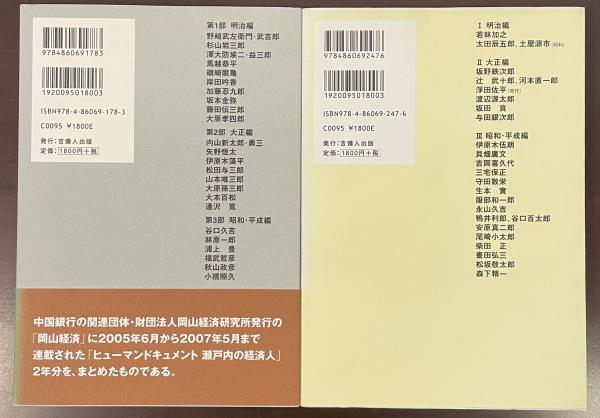 9784860691783
1920095018003
ISBN978-4-86069-178-3
C0095 ¥1800E
発行:吉備人出版
定価:本体1800円+税
第1部 明治編
野﨑武左衛門・武吉郎
杉山岩三郎
渾大防埃二・益三郎
馬越恭平
磯崎眠亀
岸田吟香
加藤忍九郎
坂本金弥
藤田伝三郎
大原孝四郎
第2部 大正編
内山新太郎・勇三
矢野恒太
伊原木藻平
松田与三郎
山本唯三郎
大原孫三郎
大本百松
逢沢 寛
第3部 昭和・平成編
谷口久吉
林原一郎
浦上 豊
福武哲彦
秋山政彦
小橋照久
中国銀行の関連団体・財団法人岡山経済研究所発行の
「岡山経済」に2005年6月から2007年5月まで
連載された「ヒューマンドキュメント 瀬戸内の経済人」
2年分を、まとめたものである。
9784860692476
1920095018003
ISBN978-4-86069-247-6
C0095 ¥1800E
発行:吉備人出版
定価:本体1800円+税
Ⅰ 明治編
若林加之
太田辰五郎、土屋源市(昭和)
Ⅱ 大正編
坂野鉄次郎
辻 武十郎、河本直一郎
浮田佐平(初代)
渡辺源太郎
坂田 貢
与田銀次郎
Ⅲ 昭和・平成編
伊原木伍朗
貝畑廣文
吉岡喜久代
三宅保正
守田敷栄
生本 實
服部和一郎
永山久吉
鴨井利郎、谷口百太郎
安原真二郎
尾崎小太郎
柴田 正
晝田弘三
松坂敬太郎
森下精一